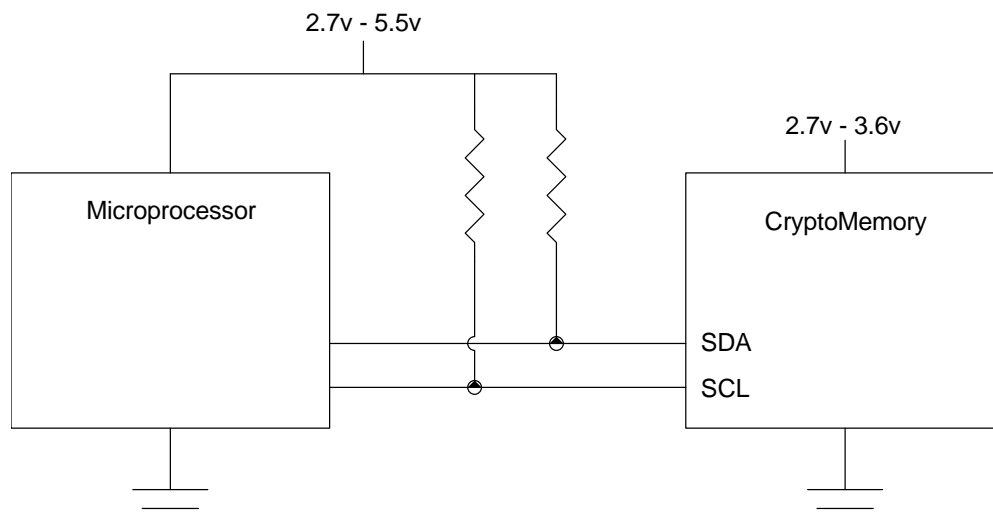 2.7v - 5.5v
2.7v - 3.6v
Microprocessor
CryptoMemory
SDA
SCL